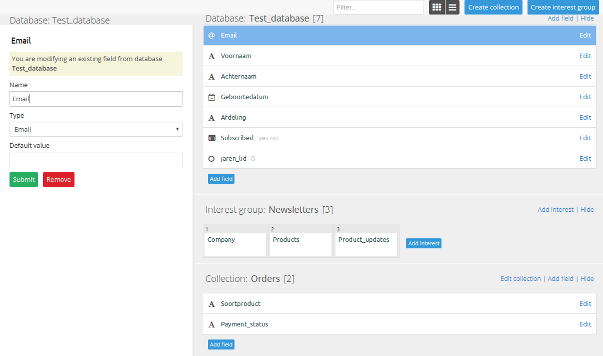 Filter...
Create collection
Create interest group
Database: Test_database
Email
You are modifying an existing field from database
Test_database
Name
Email
Type
Email
Default value
Submit Remove
Database: Test_database [7] Add field | Hide
@ Email Edit
A Voornaam Edit
A Achternaam Edit
Geboortedatum Edit
A Afdeling Edit
Subscribed yes no Edit
jaren_lid 0 Edit
Add field
Interest group: Newsletters [3] Add interest | Hide
1 2 3
Company Products Product_updates
Add interest
Collection: Orders [2] Edit collection | Add field | Hide
A Soortproduct Edit
A Payment_status Edit
Add field